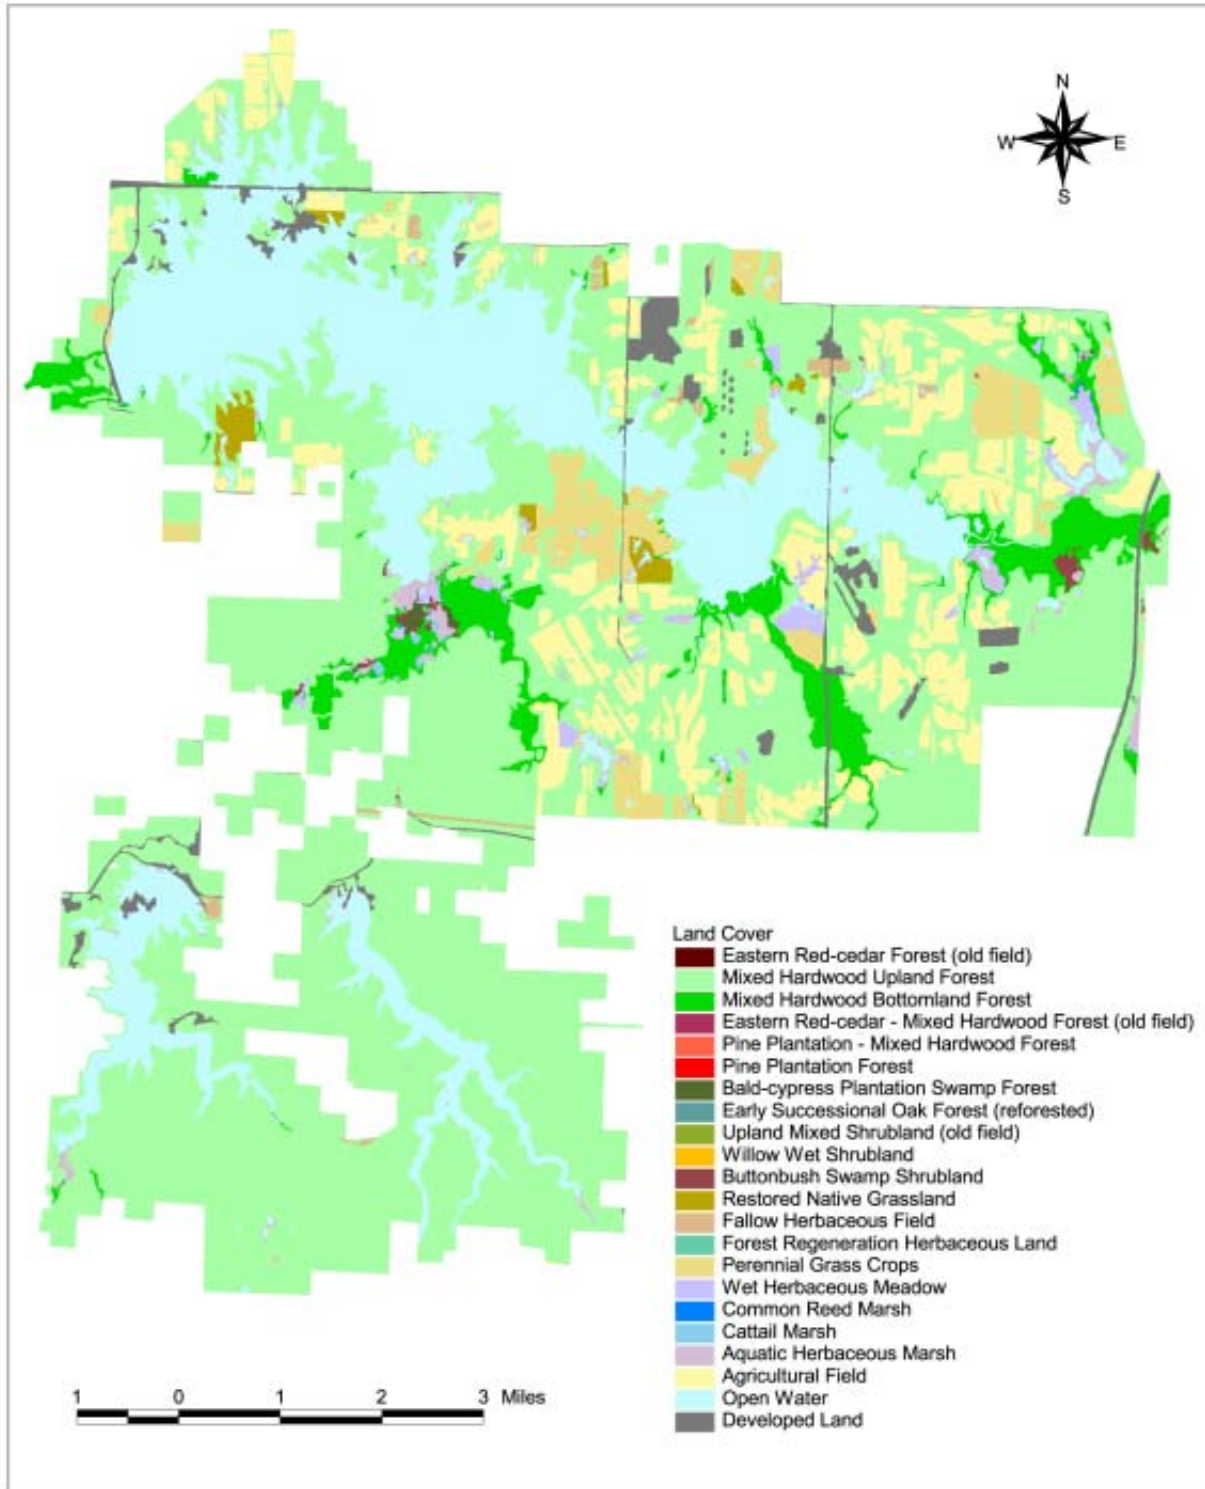 N
W E
S
Land Cover
Eastern Red-cedar Forest (old field)
Mixed Hardwood Upland Forest
Mixed Hardwood Bottomland Forest
Eastern Red-cedar - Mixed Hardwood Forest (old field)
Pine Plantation - Mixed Hardwood Forest
Pine Plantation Forest
Bald-cypress Plantation Swamp Forest
Early Successional Oak Forest (reforested)
Upland Mixed Shrubland (old field)
Willow Wet Shrubland
Buttonbush Swamp Shrubland
Restored Native Grassland
Fallow Herbaceous Field
Forest Regeneration Herbaceous Land
Perennial Grass Crops
Wet Herbaceous Meadow
Common Reed Marsh
Cattail Marsh
Aquatic Herbaceous Marsh
Agricultural Field
Open Water
Developed Land
1 0 1 2 3 Miles